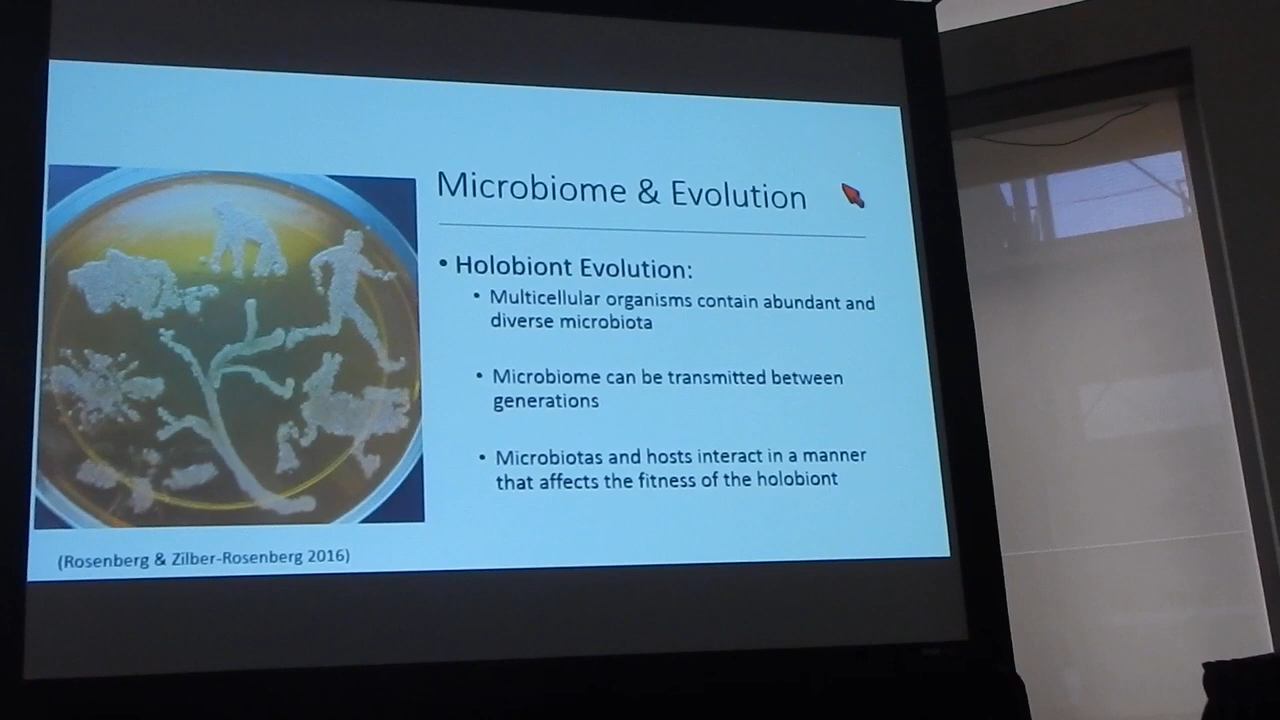 Microbiome & Evolution
• Holobiont Evolution:
• Multicellular organisms contain abundant and
diverse microbiota
• Microbiome can be transmitted between
generations
• Microbiotas and hosts interact in a manner
that affects the fitness of the holobiont
(Rosenberg & Zilber-Rosenberg 2016)